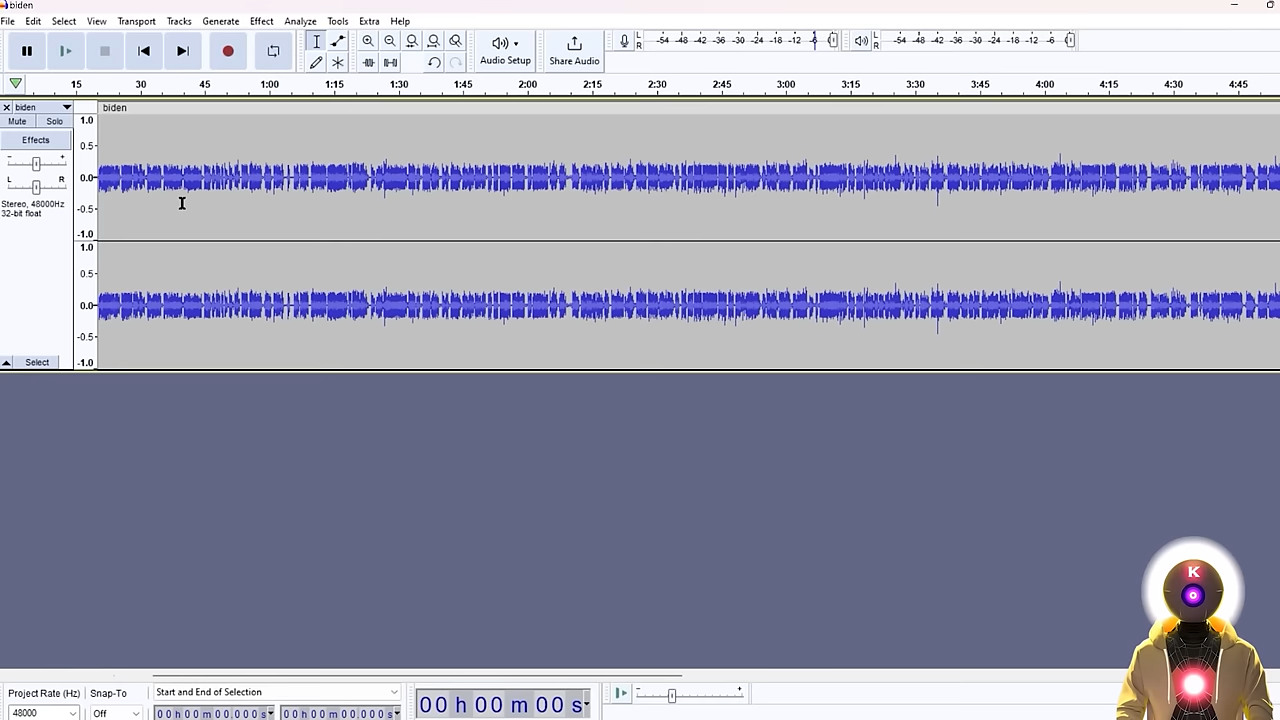 biden
File Edit Select View Transport Tracks Generate Effect Analyze Tools Extra Help
L
R
-54 -48 -42 -36 -30 -24 -18 -12 -6
L
R
-54 -48 -42 -36 -30 -24 -18 -12 -6
Audio Setup
Share Audio
15 30 45 1:00 1:15 1:30 1:45 2:00 2:15 2:30 2:45 3:00 3:15 3:30 3:45 4:00 4:15 4:30 4:45
biden
biden
Mute Solo
Effects
- +
L R
Stereo, 48000Hz
32-bit float
Select
1.0
0.5
0.0
-0.5
-1.0
1.0
0.5
0.0
-0.5
-1.0
K
Project Rate (Hz) Snap-To
48000 Off
Start and End of Selection
00 h 00 m 00.000 s 00 h 00 m 00.000 s
00 h 00 m 00 s
- +